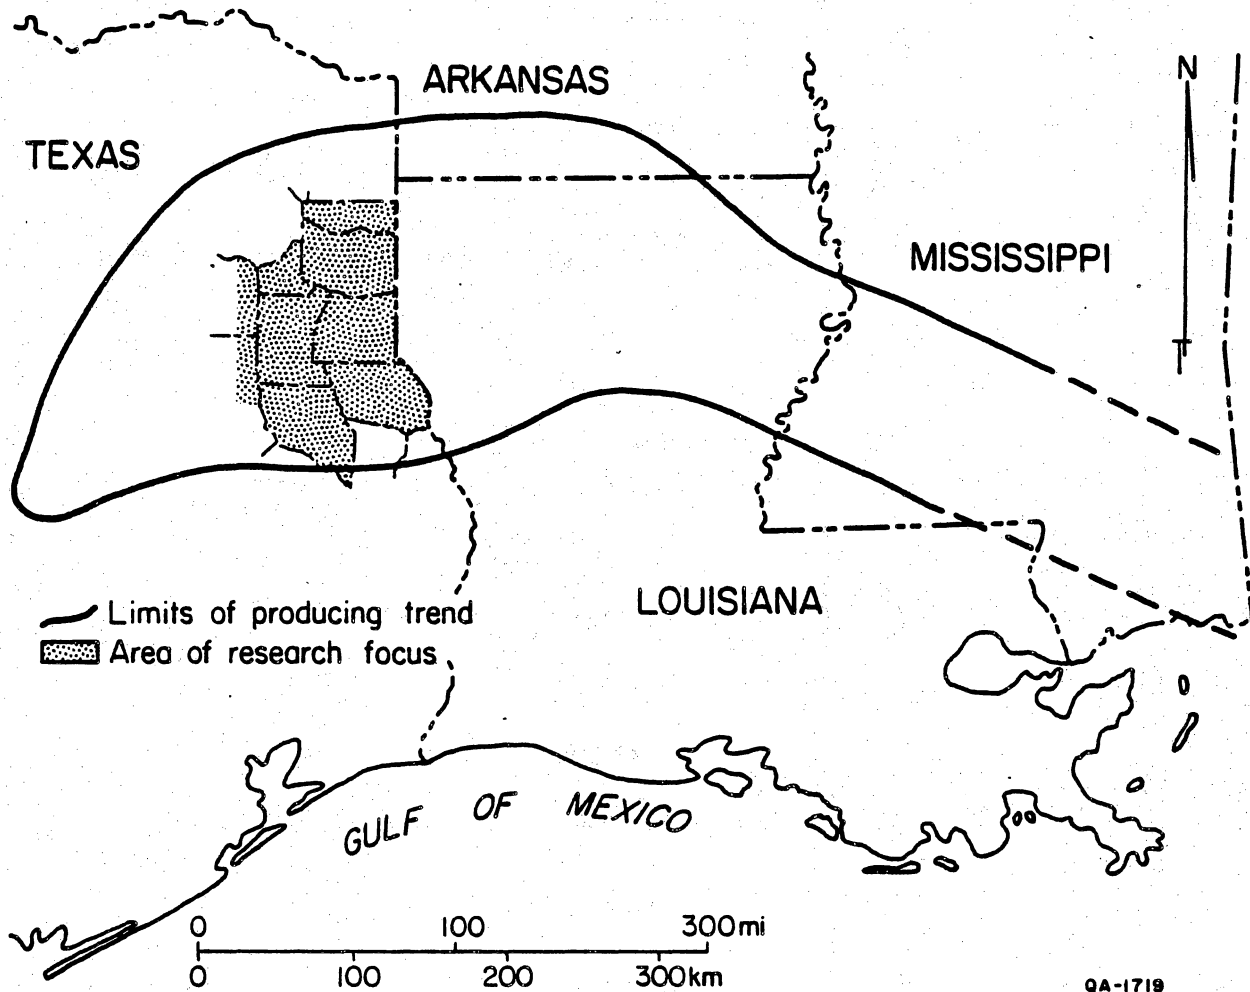 ARKANSAS
N
TEXAS
MISSISSIPPI
Limits of producing trend
LOUISIANA
Area of research focus
GULF OF MEXICO
0 100 300 mi
0 100 200 300 km
QA-1719